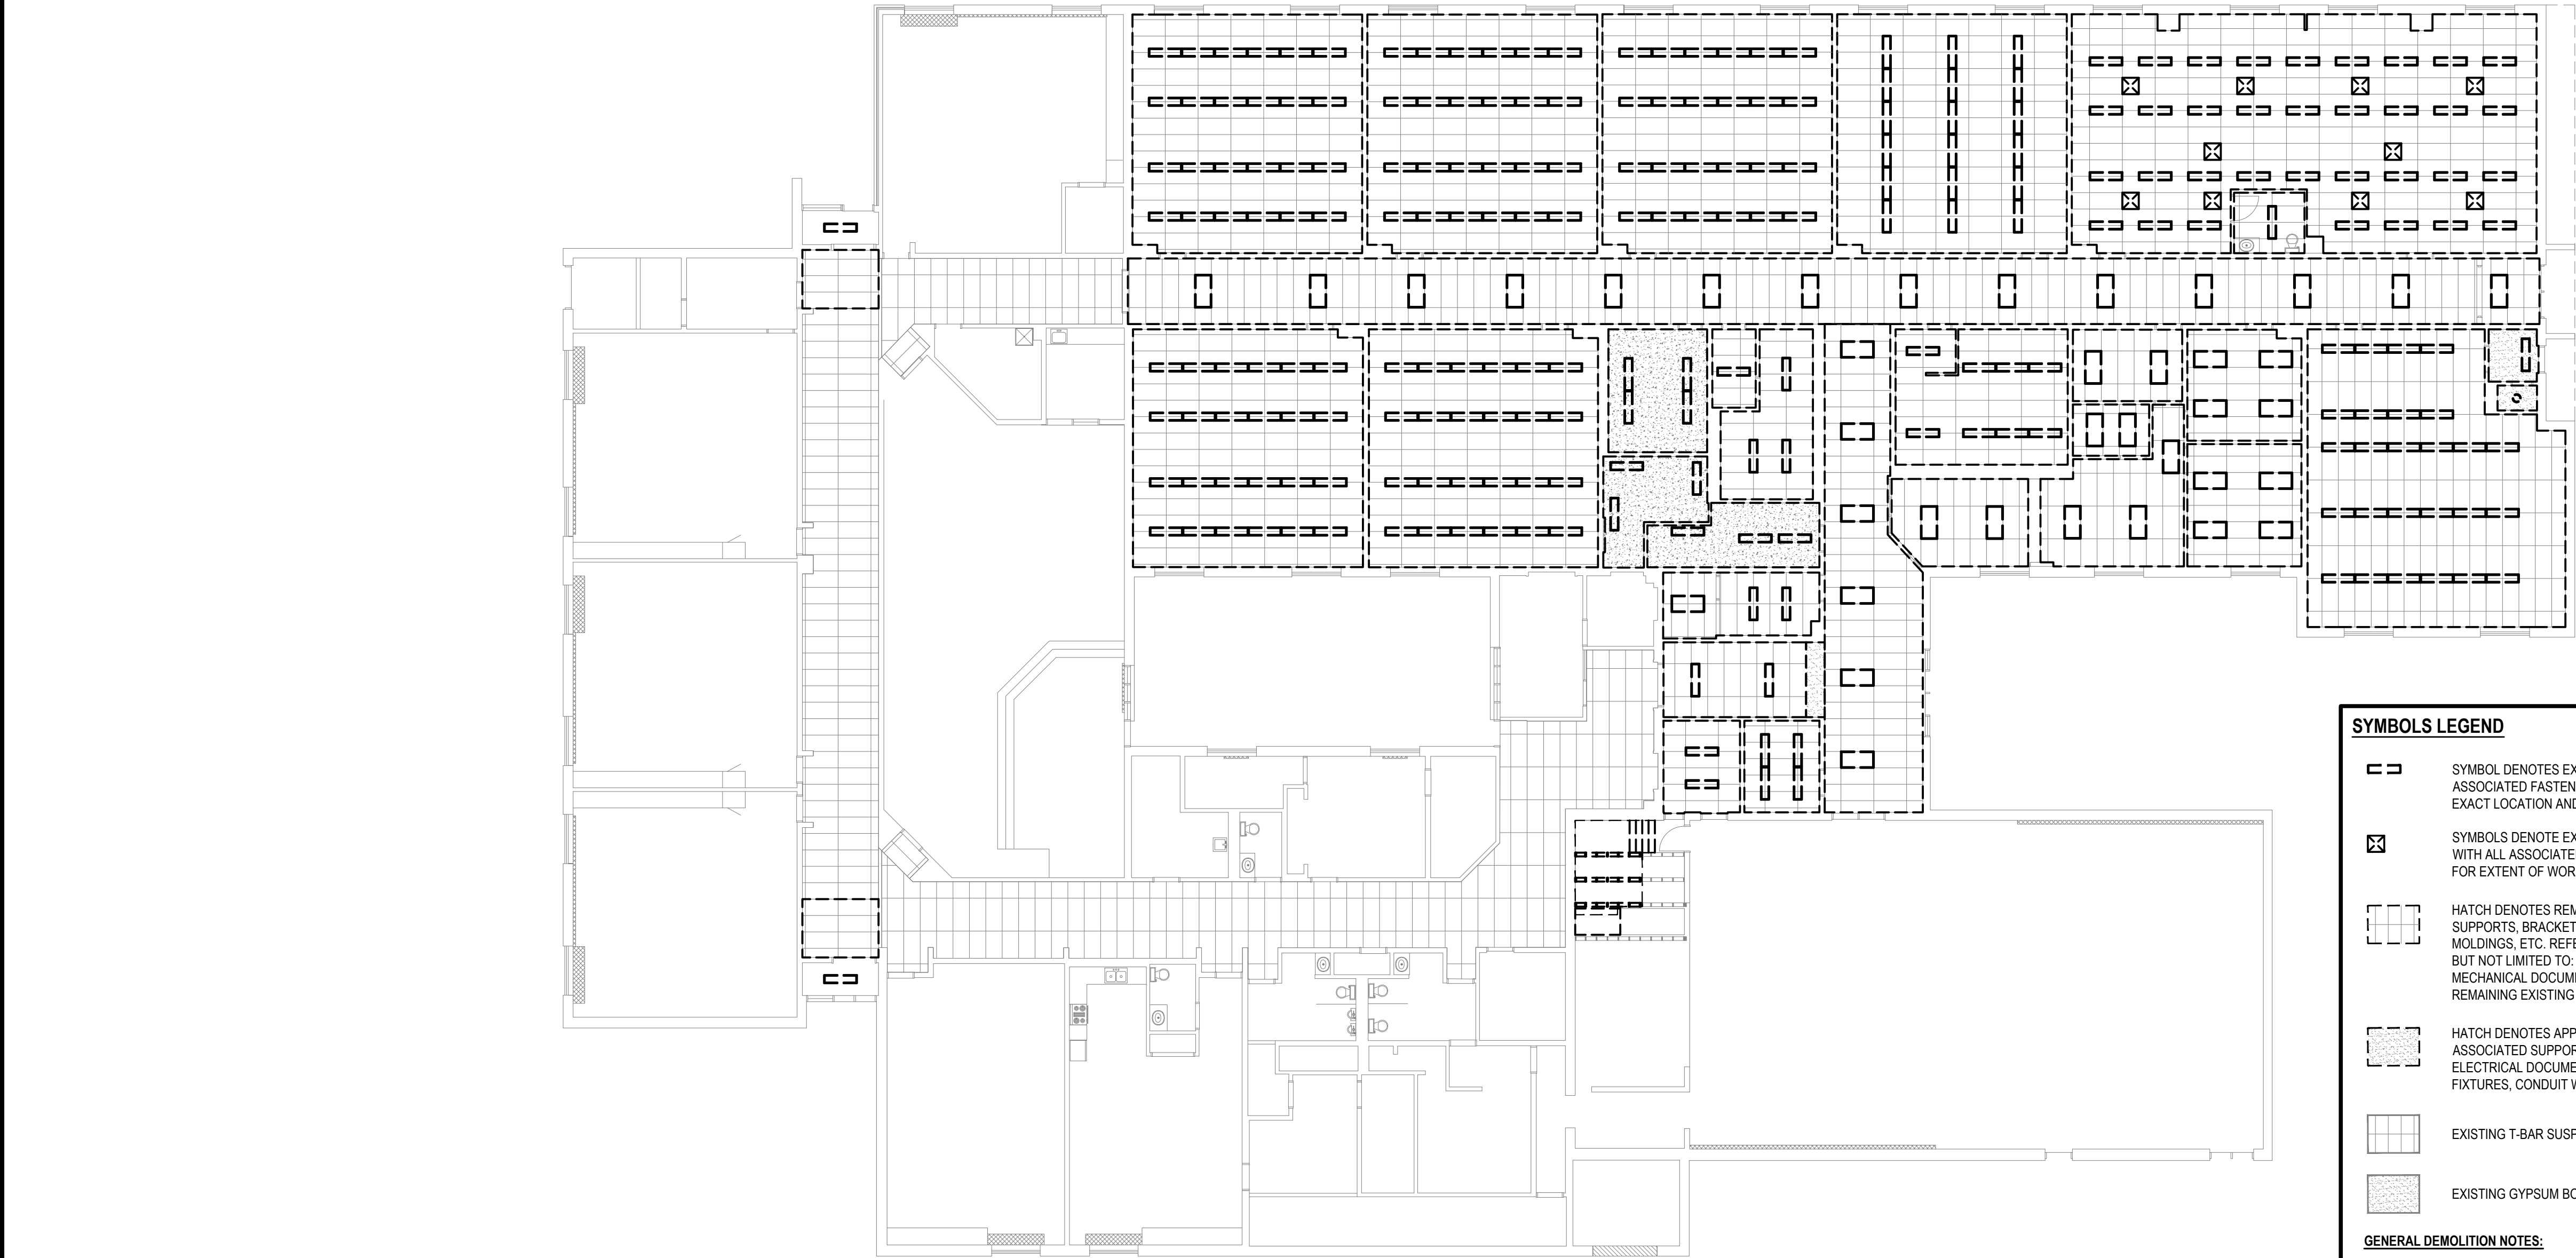 SYMBOLS LEGEND
SYMBOL DENOTES EX
ASSOCIATED FASTEN
EXACT LOCATION AND
SYMBOLS DENOTE EX
WITH ALL ASSOCIATE
FOR EXTENT OF WOR
HATCH DENOTES REM
SUPPORTS, BRACKET
MOLDINGS, ETC. REFE
BUT NOT LIMITED TO:
MECHANICAL DOCUM
REMAINING EXISTING
HATCH DENOTES APP
ASSOCIATED SUPPOR
ELECTRICAL DOCUME
FIXTURES, CONDUIT W
EXISTING T-BAR SUSP
EXISTING GYPSUM BO
GENERAL DEMOLITION NOTES: